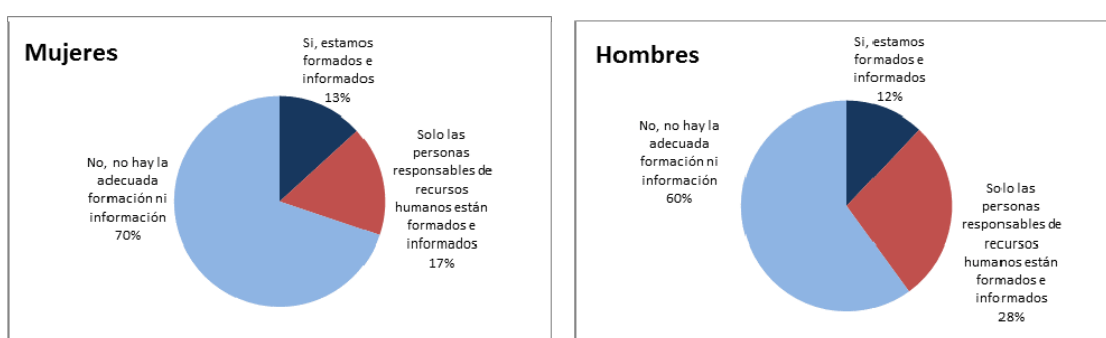 Mujeres
Si, estamos
formados e
informados
13%
Solo las
personas
responsables de
recursos
humanos están
formados e
informados
17%
No, no hay la
adecuada
formación ni
información
70%
Hombres
Si, estamos
formados e
informados
12%
Solo las
personas
responsables de
recursos
humanos están
formados e
informados
28%
No, no hay la
adecuada
formación ni
información
60%